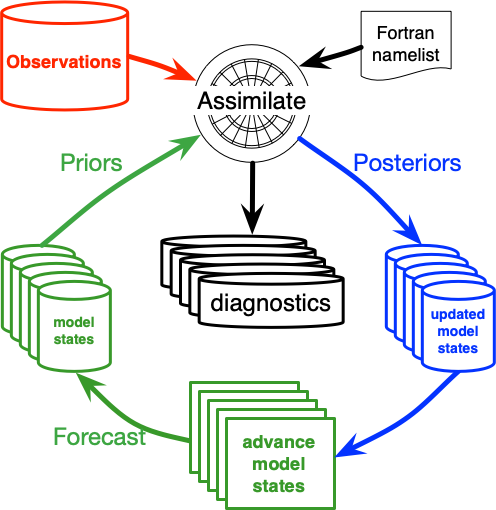 Fortran
namelist
Observations
Assimilate
Priors
Posteriors
diagnostics
model
states
updated
model
states
Forecast
advance
model
states